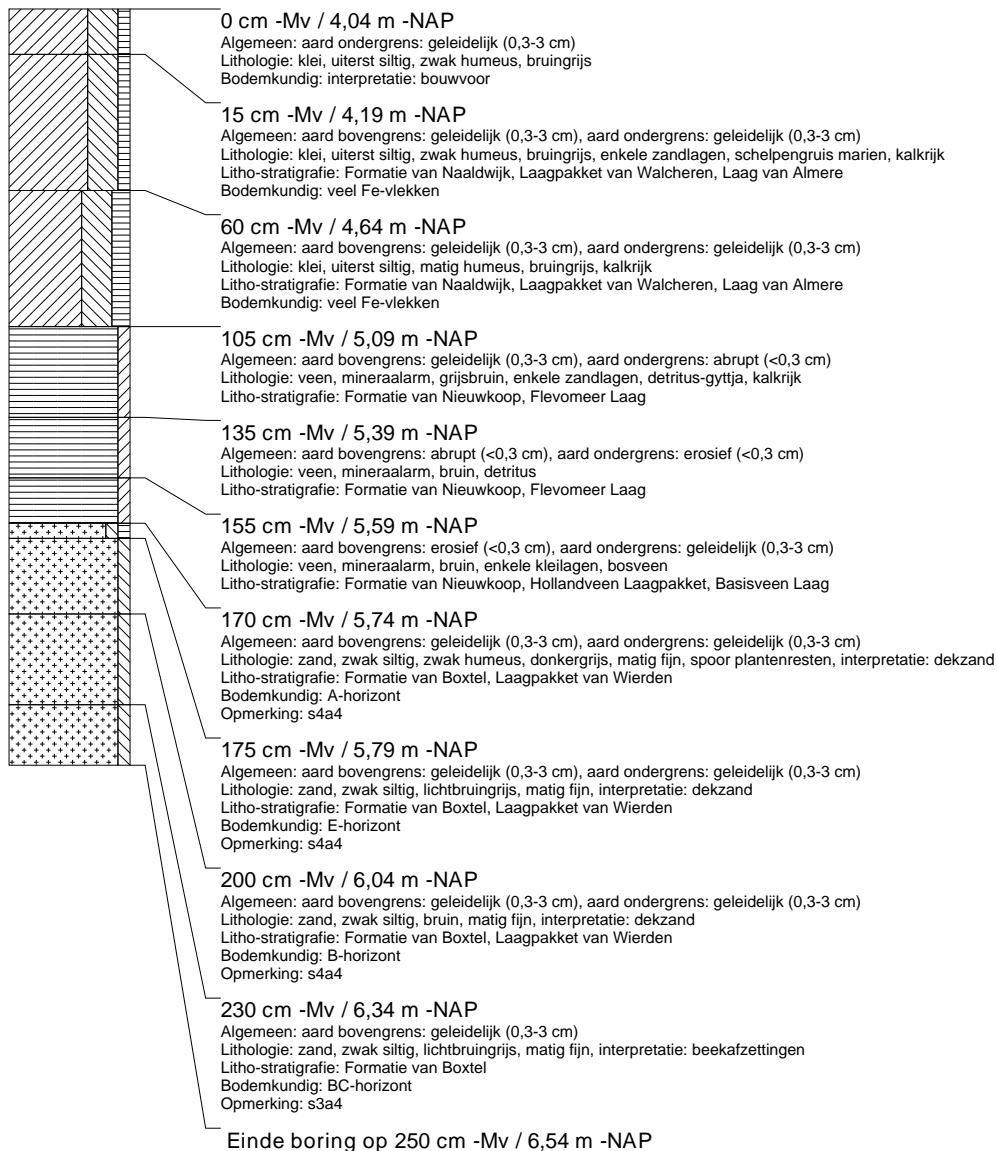 0 cm -Mv / 4,04 m -NAP
Algemeen: aard ondergrens: geleidelijk (0,3-3 cm)
Lithologie: klei, uiterst siltig, zwak humeus, bruingrijs
Bodemkundig: interpretatie: bouwvoor
15 cm -Mv / 4,19 m -NAP
Algemeen: aard bovengrens: geleidelijk (0,3-3 cm), aard ondergrens: geleidelijk (0,3-3 cm)
Lithologie: klei, uiterst siltig, zwak humeus, bruingrijs, enkele zandlagen, schelpengruis marien, kalkrijk
Litho-stratigrafie: Formatie van Naaldwijk, Laagpakket van Walcheren, Laag van Almere
Bodemkundig: veel Fe-vlekken
60 cm -Mv / 4,64 m -NAP
Algemeen: aard bovengrens: geleidelijk (0,3-3 cm), aard ondergrens: geleidelijk (0,3-3 cm)
Lithologie: klei, uiterst siltig, matig humeus, bruingrijs, kalkrijk
Litho-stratigrafie: Formatie van Naaldwijk, Laagpakket van Walcheren, Laag van Almere
Bodemkundig: veel Fe-vlekken
105 cm -Mv / 5,09 m -NAP
Algemeen: aard bovengrens: geleidelijk (0,3-3 cm), aard ondergrens: abrupt (<0,3 cm)
Lithologie: veen, mineraalarm, grijsbruin, enkele zandlagen, detritus-gyttja, kalkrijk
Litho-stratigrafie: Formatie van Nieuwkoop, Flevomeer Laag
135 cm -Mv / 5,39 m -NAP
Algemeen: aard bovengrens: abrupt (<0,3 cm), aard ondergrens: erosief (<0,3 cm)
Lithologie: veen, mineraalarm, bruin, detritus
Litho-stratigrafie: Formatie van Nieuwkoop, Flevomeer Laag
155 cm -Mv / 5,59 m -NAP
Algemeen: aard bovengrens: erosief (<0,3 cm), aard ondergrens: geleidelijk (0,3-3 cm)
Lithologie: veen, mineraalarm, bruin, enkele kleilagen, bosveen
Litho-stratigrafie: Formatie van Nieuwkoop, Hollandveen Laagpakket, Basisveen Laag
170 cm -Mv / 5,74 m -NAP
Algemeen: aard bovengrens: geleidelijk (0,3-3 cm), aard ondergrens: geleidelijk (0,3-3 cm)
Lithologie: zand, zwak siltig, zwak humeus, donkergrijs, matig fijn, spoor plantenresten, interpretatie: dekzand
Litho-stratigrafie: Formatie van Boxtel, Laagpakket van Wierden
Bodemkundig: A-horizont
Opmerking: s4a4
175 cm -Mv / 5,79 m -NAP
Algemeen: aard bovengrens: geleidelijk (0,3-3 cm), aard ondergrens: geleidelijk (0,3-3 cm)
Lithologie: zand, zwak siltig, lichtbruingrijs, matig fijn, interpretatie: dekzand
Litho-stratigrafie: Formatie van Boxtel, Laagpakket van Wierden
Bodemkundig: E-horizont
Opmerking: s4a4
200 cm -Mv / 6,04 m -NAP
Algemeen: aard bovengrens: geleidelijk (0,3-3 cm), aard ondergrens: geleidelijk (0,3-3 cm)
Lithologie: zand, zwak siltig, bruin, matig fijn, interpretatie: dekzand
Litho-stratigrafie: Formatie van Boxtel, Laagpakket van Wierden
Bodemkundig: B-horizont
Opmerking: s4a4
230 cm -Mv / 6,34 m -NAP
Algemeen: aard bovengrens: geleidelijk (0,3-3 cm)
Lithologie: zand, zwak siltig, lichtbruingrijs, matig fijn, interpretatie: beekafzettingen
Litho-stratigrafie: Formatie van Boxtel
Bodemkundig: BC-horizont
Opmerking: s3a4
Einde boring op 250 cm -Mv / 6,54 m -NAP